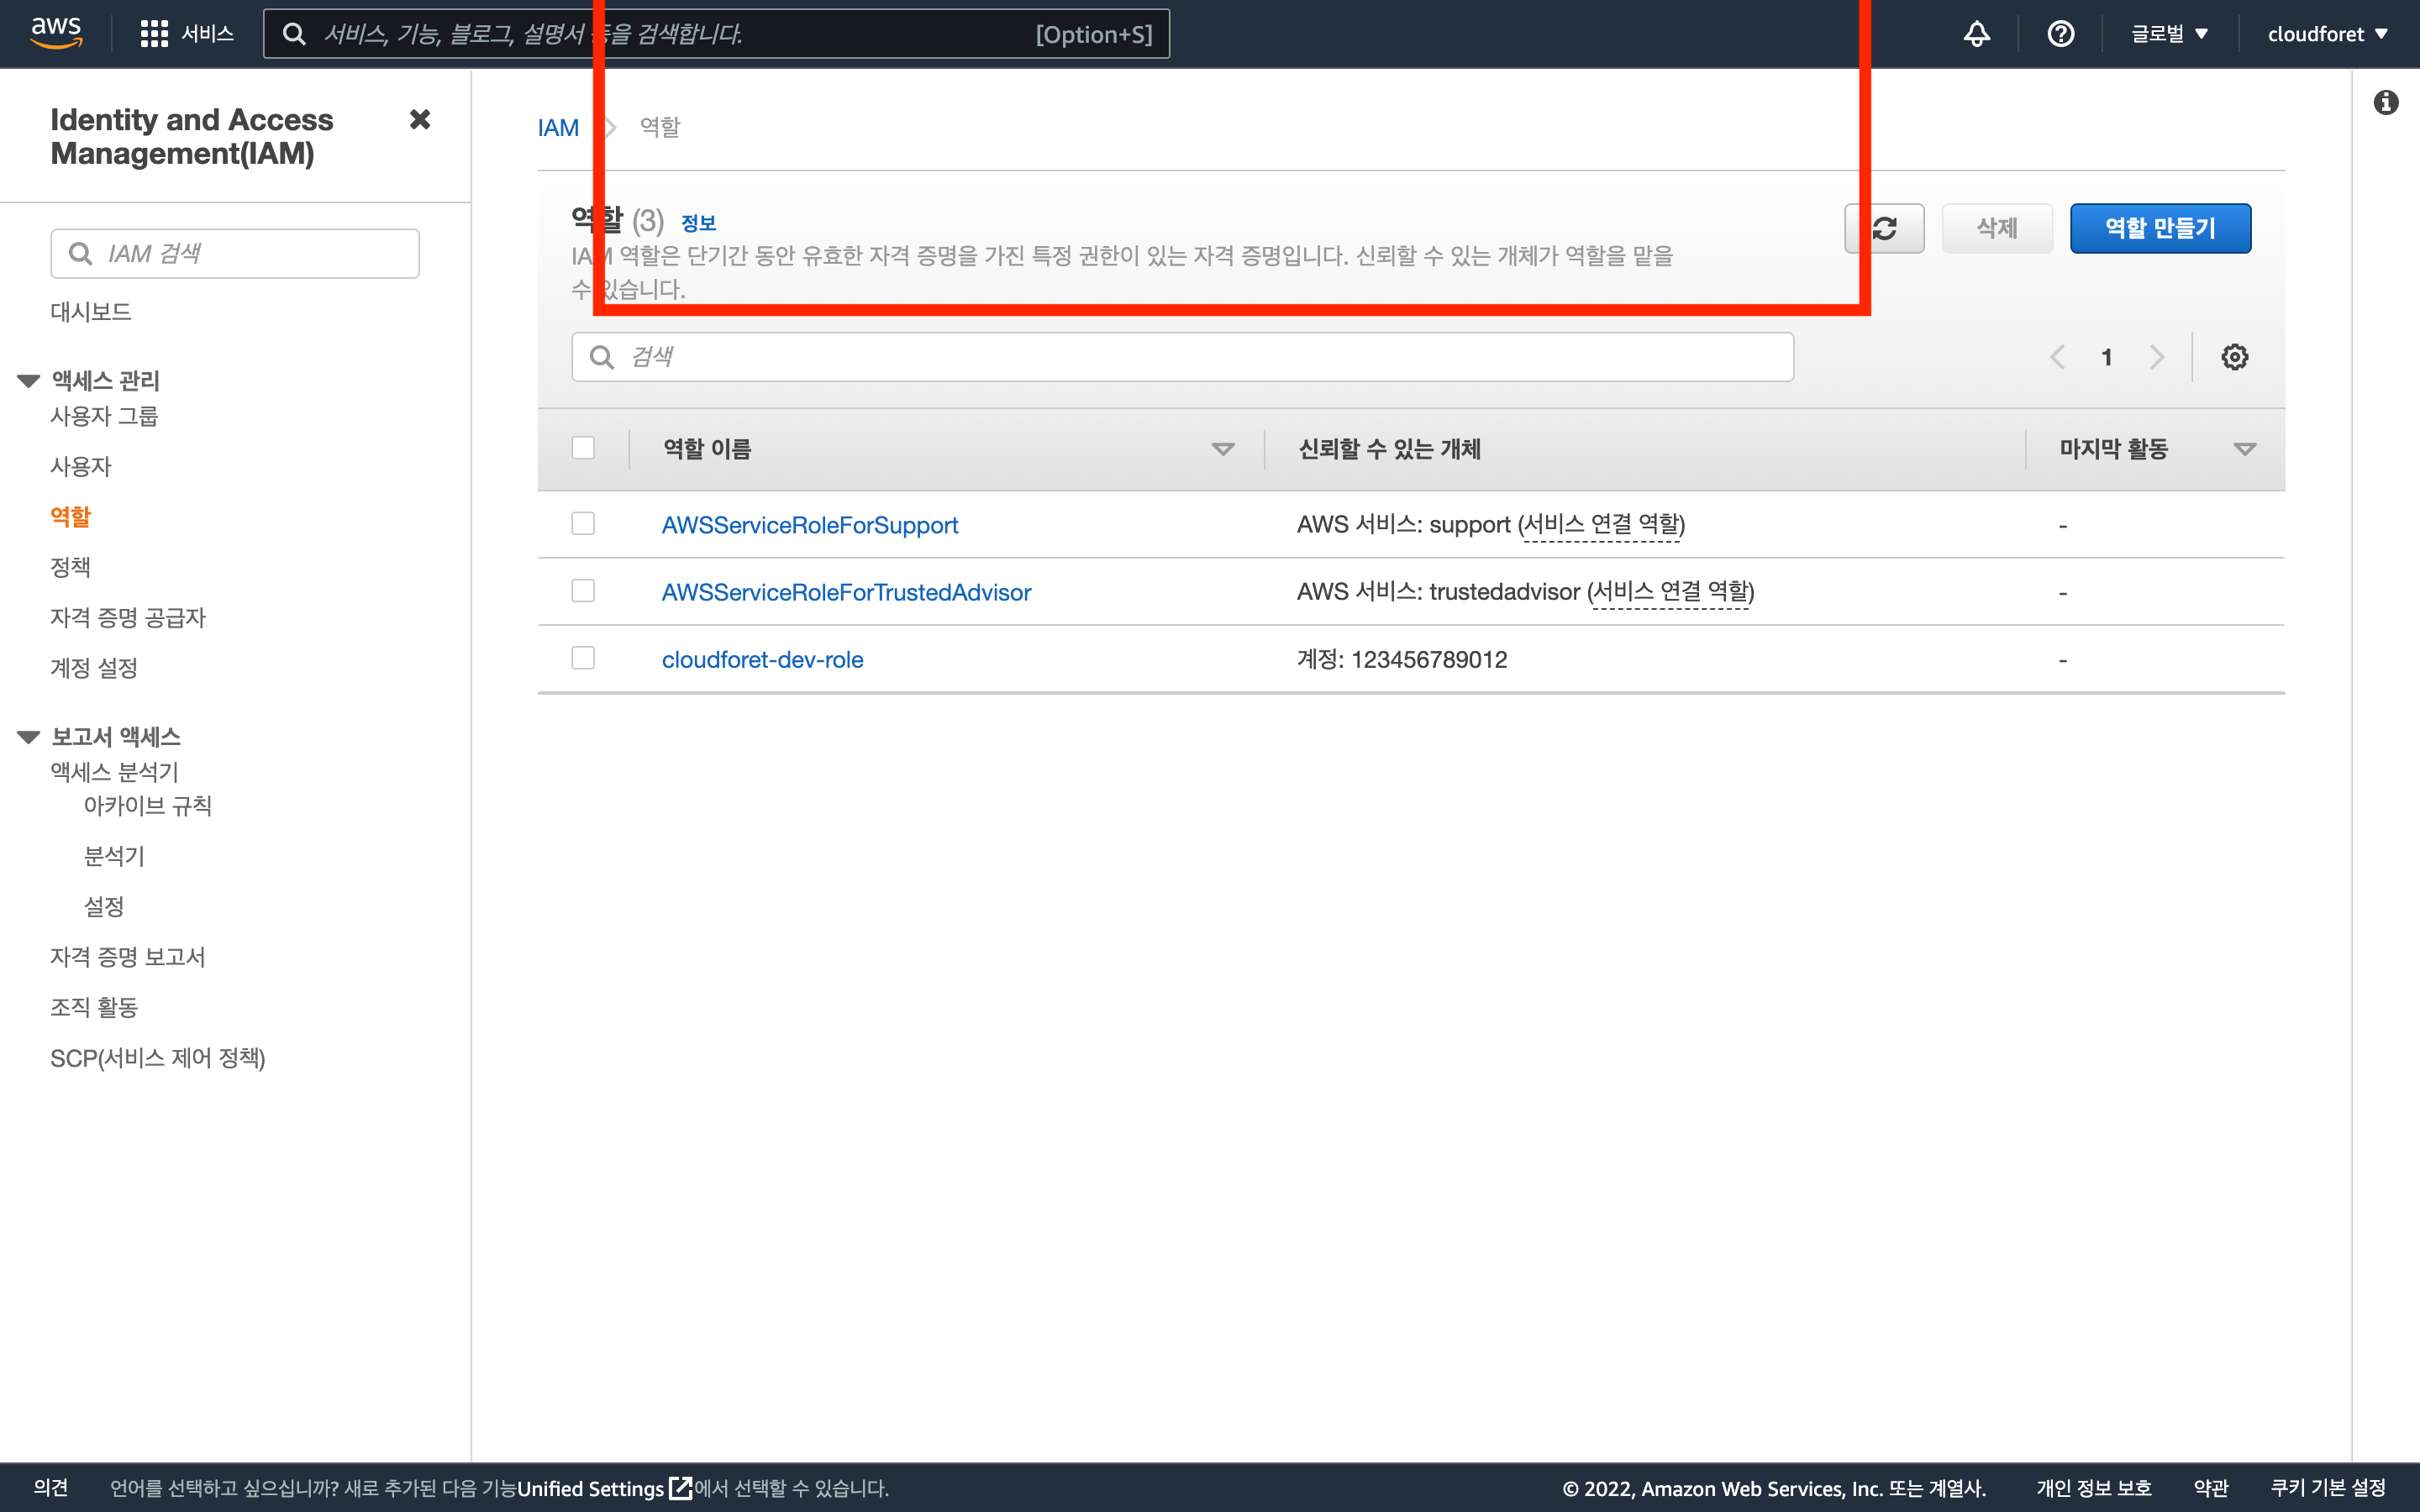 aws
서비스
서비스, 기능, 블로그, 설명서 등을 검색합니다.
[Option+S]
글로벌
cloudforet
Identity and Access
Management(IAM)
IAM 검색
대시보드
액세스 관리
사용자 그룹
사용자
역할
정책
자격 증명 공급자
계정 설정
보고서 액세스
액세스 분석기
아카이브 규칙
분석기
설정
자격 증명 보고서
조직 활동
SCP(서비스 제어 정책)
IAM
역할
역할 (3) 정보
IAM 역할은 단기간 동안 유효한 자격 증명을 가진 특정 권한이 있는 자격 증명입니다. 신뢰할 수 있는 개체가 역할을 맡을
수 있습니다.
삭제
역할 만들기
검색
1
역할 이름
신뢰할 수 있는 개체
마지막 활동
AWSServiceRoleForSupport
AWS 서비스: support (서비스 연결 역할)
-
AWSServiceRoleForTrustedAdvisor
AWS 서비스: trustedadvisor (서비스 연결 역할)
-
cloudforet-dev-role
계정: 123456789012
-
의견
언어를 선택하고 싶으십니까? 새로 추가된 다음 기능Unified Settings에서 선택할 수 있습니다.
© 2022, Amazon Web Services, Inc. 또는 계열사.
개인 정보 보호
약관
쿠키 기본 설정